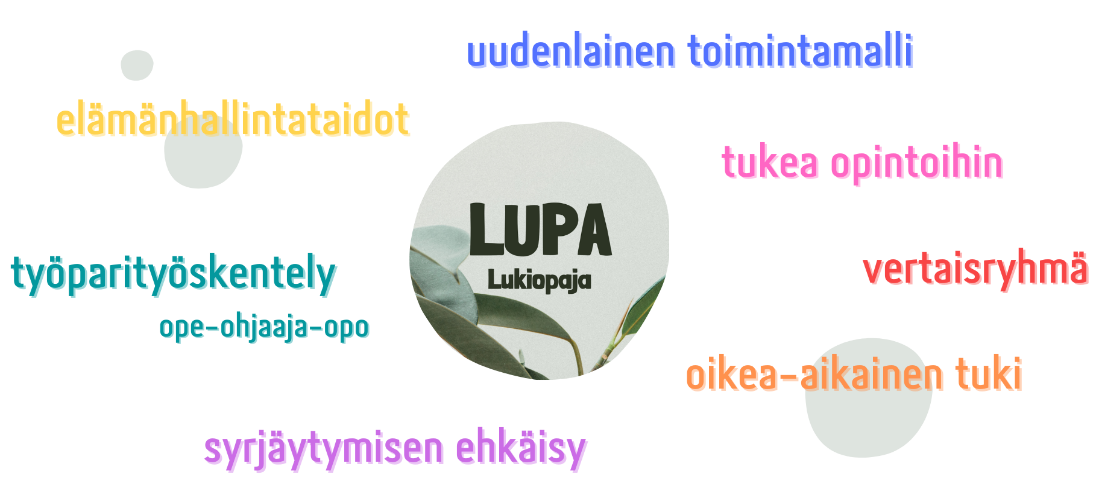 uudenlainen toimintamalli
elämänhallintataidot
tukea opintoihin
LUPA
Lukiopaja
työparityöskentely
vertaisryhmä
ope-ohjaaja-opo
oikea-aikainen tuki
syrjäytymisen ehkäisy